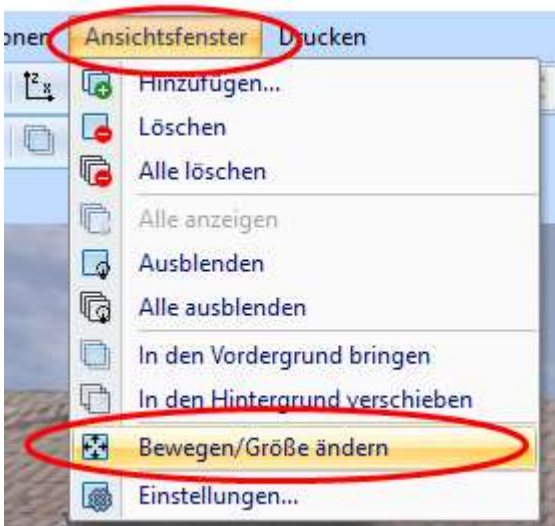 onen Ansichtsfenster Drucken
Hinzufügen...
Löschen
Alle löschen
Alle anzeigen
Ausblenden
Alle ausblenden
In den Vordergrund bringen
In den Hintergrund verschieben
Bewegen/Größe ändern
Einstellungen...